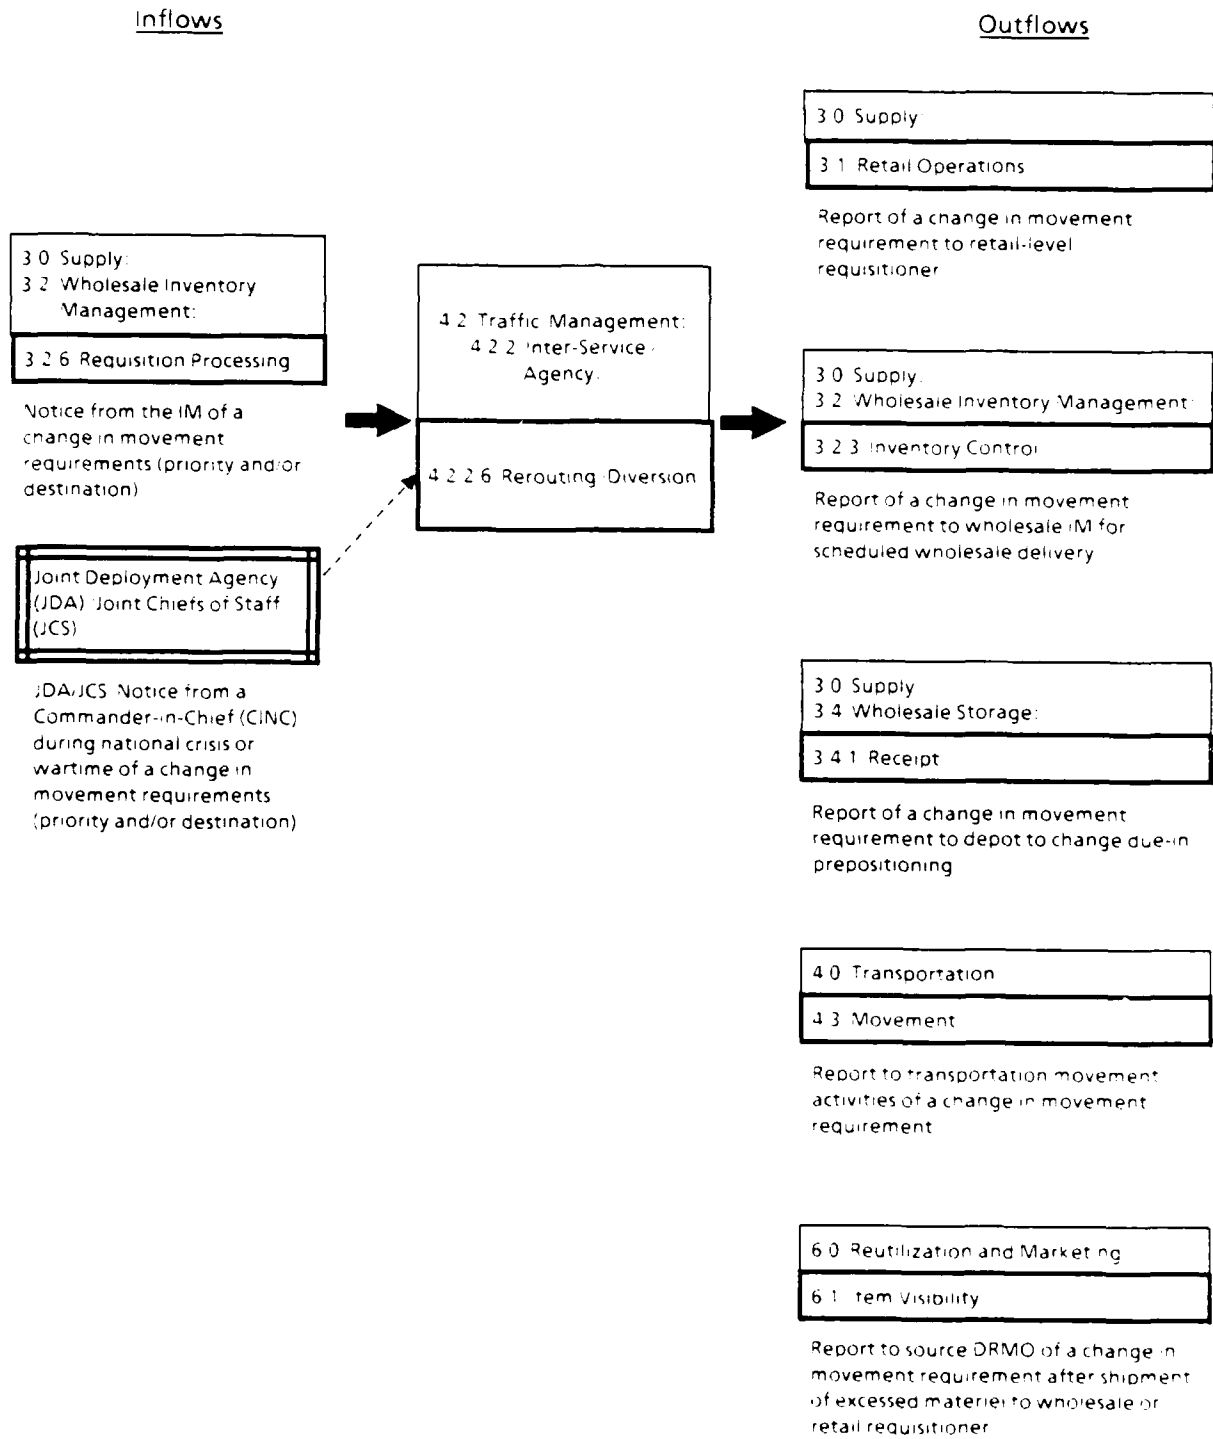 Inflows
3.0 Supply:
3.2 Wholesale Inventory
Management:
3.2.6 Requisition Processing
Notice from the IM of a
change in movement
requirements (priority and/or
destination)
Joint Deployment Agency
(JDA)/Joint Chiefs of Staff
(JCS)
JDA/JCS Notice from a
Commander-in-Chief (CINC)
during national crisis or
wartime of a change in
movement requirements
(priority and/or destination)
4.2 Traffic Management:
4.2.2 Inter-Service/
Agency:
4.2.2.6 Rerouting/Diversion
Outflows
3.0 Supply:
3.1 Retail Operations
Report of a change in movement
requirement to retail-level
requisitioner
3.0 Supply:
3.2 Wholesale Inventory Management:
3.2.3 Inventory Control
Report of a change in movement
requirement to wholesale IM for
scheduled wholesale delivery
3.0 Supply
3.4 Wholesale Storage:
3.4.1 Receipt
Report of a change in movement
requirement to depot to change due-in
prepositioning
4.0 Transportation
4.3 Movement
Report to transportation movement
activities of a change in movement
requirement
6.0 Reutilization and Marketing
6.1 Item Visibility
Report to source DRMO of a change in
movement requirement after shipment
of excessed materiel to wholesale or
retail requisitioner